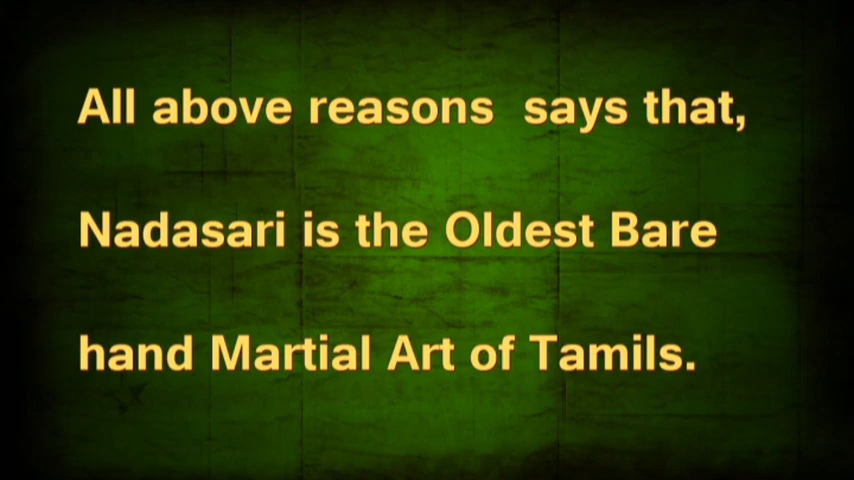 All above reasons  says that,
Nadasari is the Oldest Bare
hand Martial Art of Tamils.